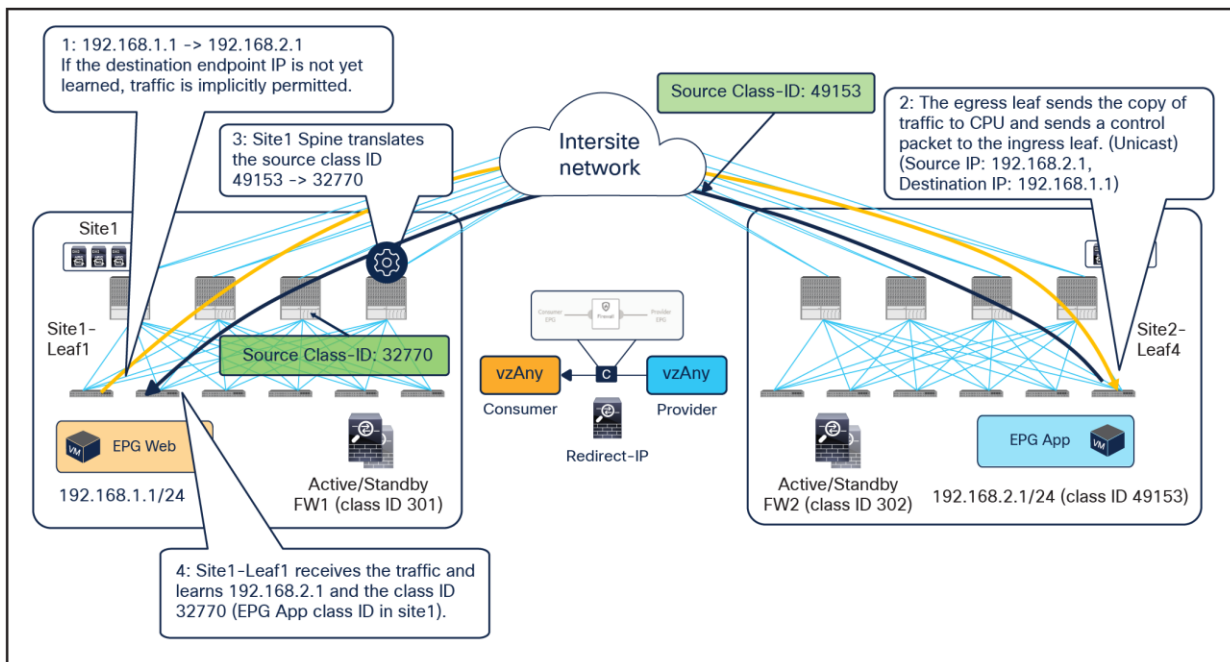 1: 192.168.1.1 -> 192.168.2.1
If the destination endpoint IP is not yet
learned, traffic is implicitly permitted.
3: Site1 Spine translates
the source class ID
49153 -> 32770
Intersite
network
Source Class-ID: 49153
2: The egress leaf sends the copy of
traffic to CPU and sends a control
packet to the ingress leaf. (Unicast)
(Source IP: 192.168.2.1,
Destination IP: 192.168.1.1)
Site1
Site1-
Leaf1
Source Class-ID: 32770
Consumer
EPG
Firewall
Provider
EPG
vzAny
C
vzAny
Consumer
Provider
Redirect-IP
Site2-
Leaf4
VM
EPG Web
192.168.1.1/24
Active/Standby
FW1 (class ID 301)
Active/Standby
FW2 (class ID 302)
EPG App
VM
192.168.2.1/24 (class ID 49153)
4: Site1-Leaf1 receives the traffic and
learns 192.168.2.1 and the class ID
32770 (EPG App class ID in site1).